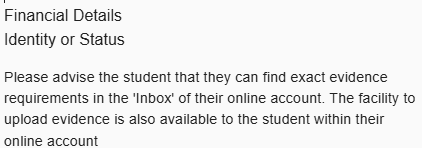 Financial Details
Identity or Status
Please advise the student that they can find exact evidence
requirements in the 'Inbox' of their online account. The facility to
upload evidence is also available to the student within their
online account